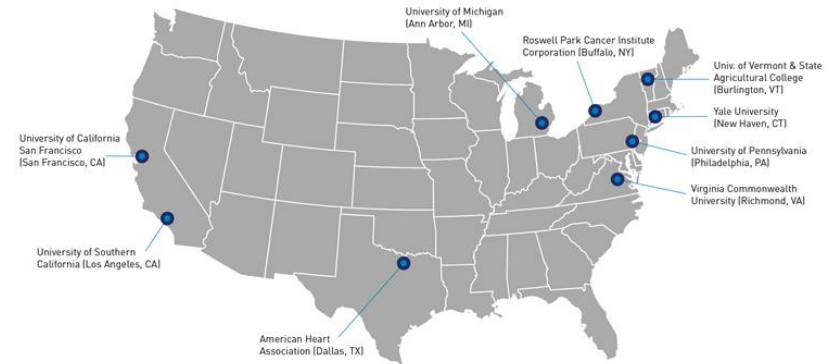 University of Michigan
(Ann Arbor, MI)
Roswell Park Cancer Institute
Corporation (Buffalo, NY)
Univ. of Vermont & State
Agricultural College
(Burlington, VT)
Yale University
(New Haven, CT)
University of Pennsylvania
(Philadelphia, PA)
Virginia Commonwealth
University (Richmond, VA)
University of California
San Francisco
(San Francisco, CA)
University of Southern
California (Los Angeles, CA)
American Heart
Association (Dallas, TX)